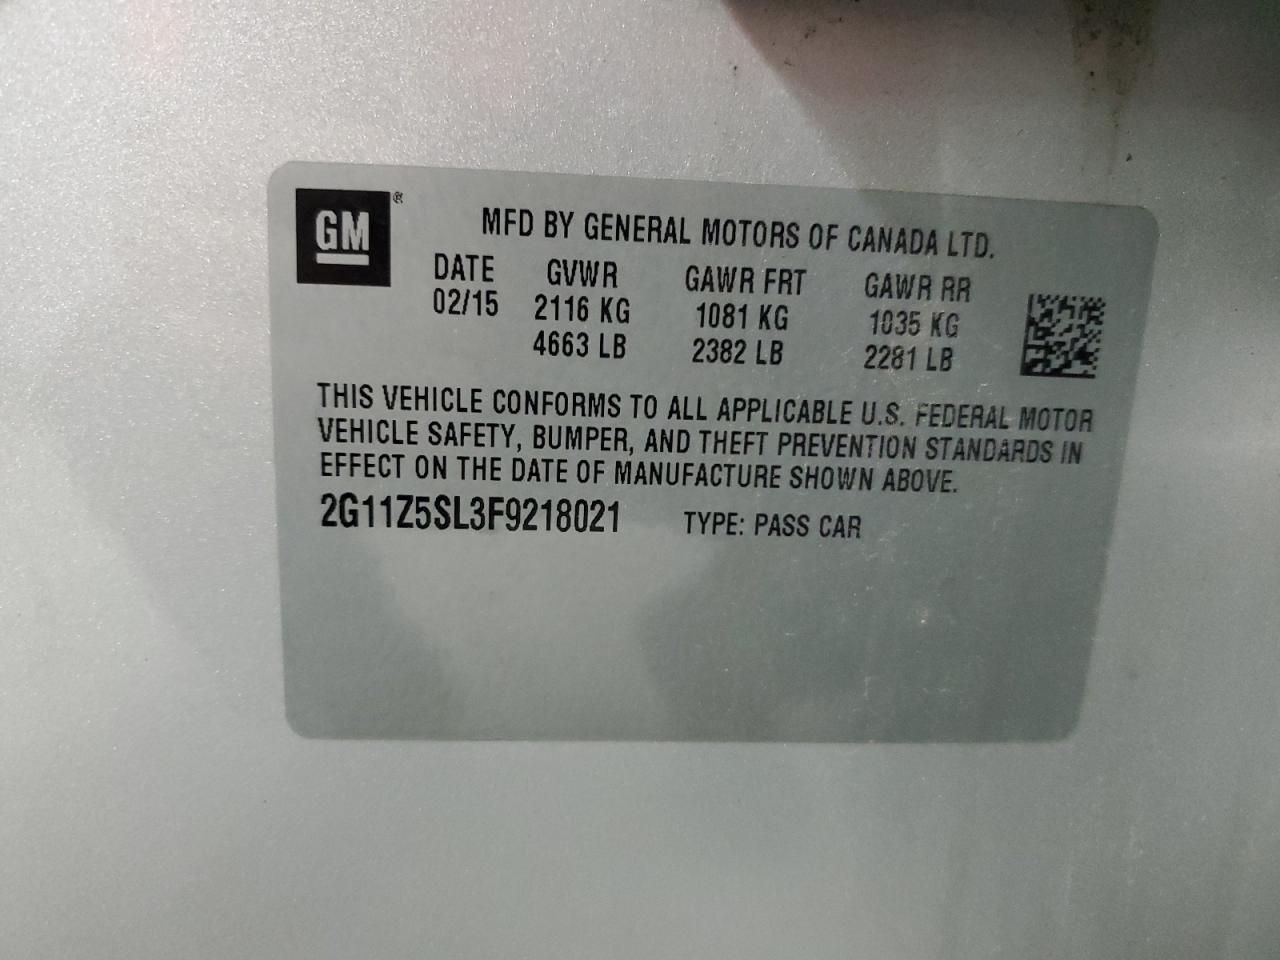 GM®
MFD BY GENERAL MOTORS OF CANADA LTD.
DATE GVWR GAWR FRT GAWR RR
02/15 2116 KG 1081 KG 1035 KG
4663 LB 2382 LB 2281 LB
THIS VEHICLE CONFORMS TO ALL APPLICABLE U.S. FEDERAL MOTOR
VEHICLE SAFETY, BUMPER, AND THEFT PREVENTION STANDARDS IN
EFFECT ON THE DATE OF MANUFACTURE SHOWN ABOVE.
2G11Z5SL3F9218021 TYPE: PASS CAR